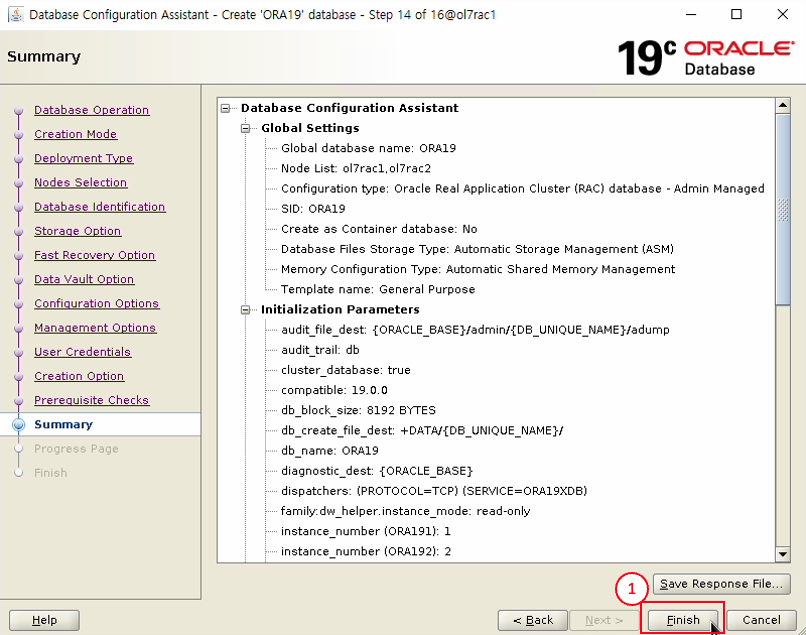 Database Configuration Assistant - Create 'ORA19' database - Step 14 of 16@ol7rac1
Summary
19c ORACLE
Database
Database Operation
Creation Mode
Deployment Type
Nodes Selection
Database Identification
Storage Option
Fast Recovery Option
Data Vault Option
Configuration Options
Management Options
User Credentials
Creation Option
Prerequisite Checks
Summary
Progress Page
Finish
Database Configuration Assistant
Global Settings
Global database name: ORA19
Node List: ol7rac1,ol7rac2
Configuration type: Oracle Real Application Cluster (RAC) database - Admin Managed
SID: ORA19
Create as Container database: No
Database Files Storage Type: Automatic Storage Management (ASM)
Memory Configuration Type: Automatic Shared Memory Management
Template name: General Purpose
Initialization Parameters
audit_file_dest: {ORACLE_BASE}/admin/{DB_UNIQUE_NAME}/adump
audit_trail: db
cluster_database: true
compatible: 19.0.0
db_block_size: 8192 BYTES
db_create_file_dest: +DATA/{DB_UNIQUE_NAME}/
db_name: ORA19
diagnostic_dest: {ORACLE_BASE}
dispatchers: (PROTOCOL=TCP) (SERVICE=ORA19XDB)
family:dw_helper.instance_mode: read-only
instance_number (ORA191): 1
instance_number (ORA192): 2
1
Save Response File...
Help
< Back
Next >
Finish
Cancel